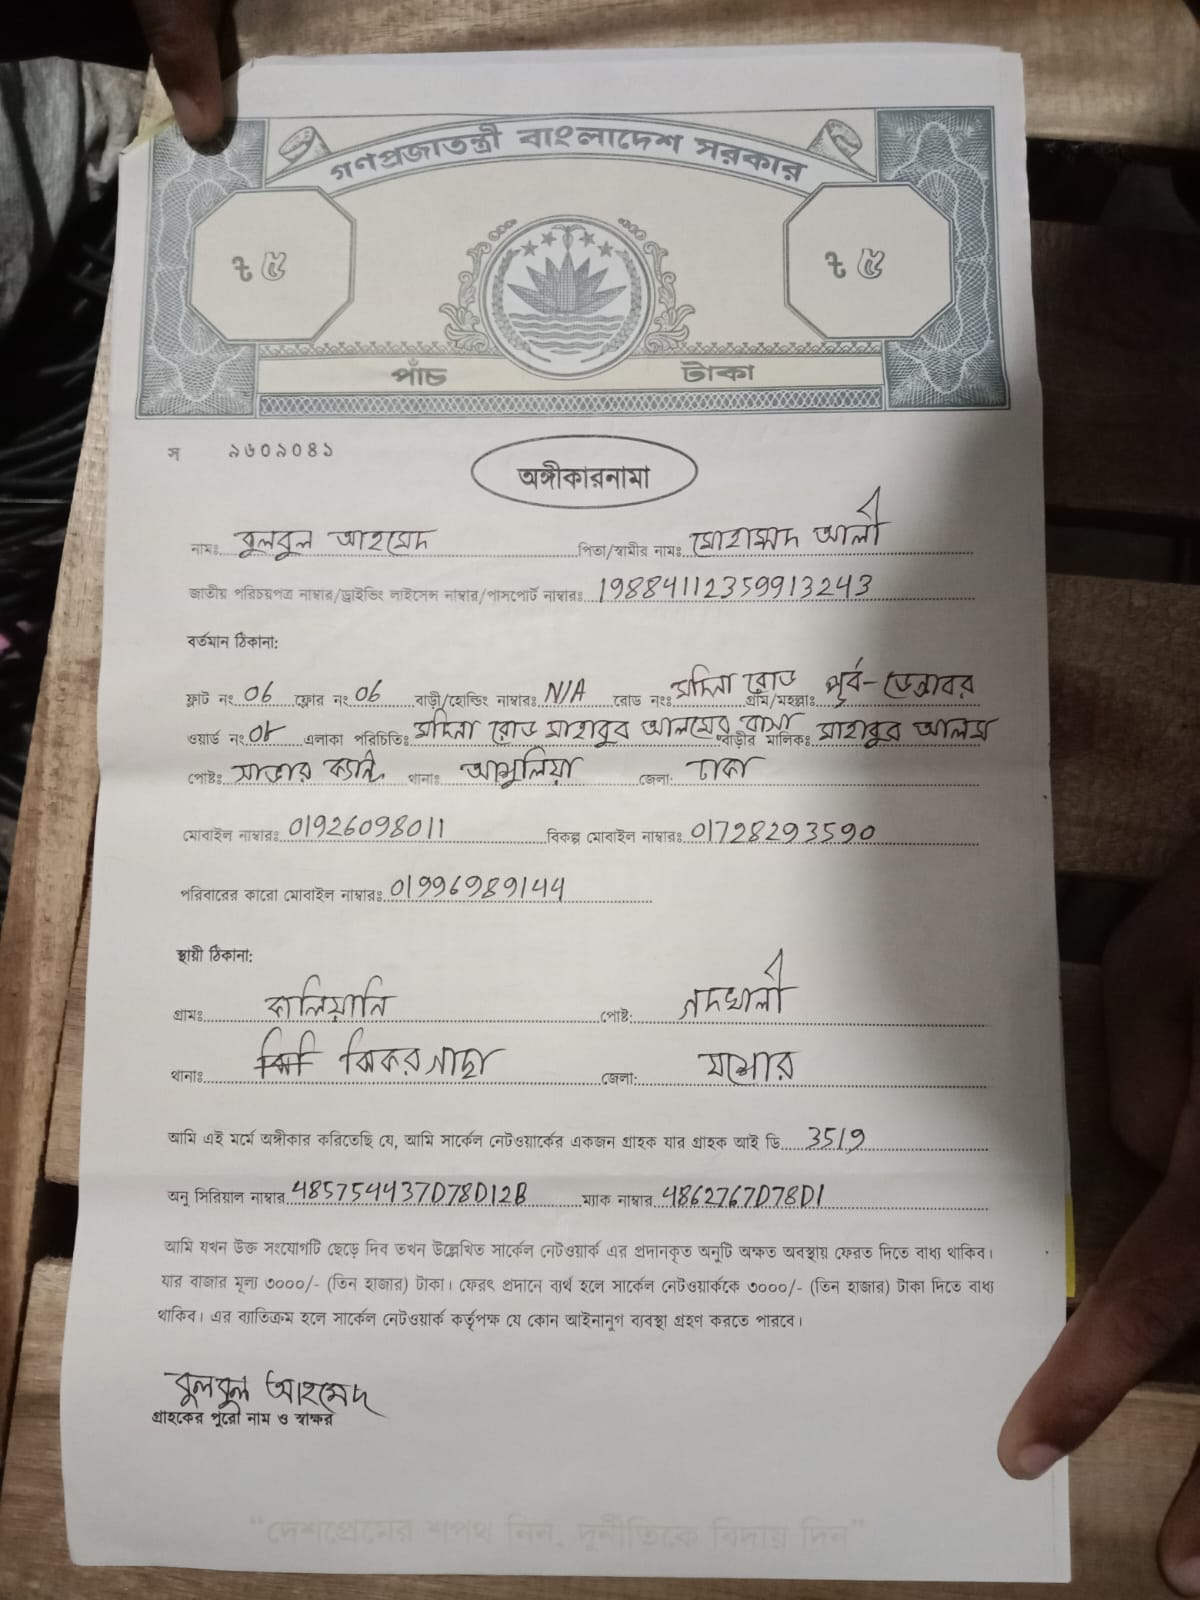 গণপ্রজাতন্ত্রী বাংলাদেশ সরকার
৳ ৫ ৳ ৫
পাঁচ টাকা
স ৯৬০৯০৪১
অঙ্গীকারনামা
নামঃ বুলবুল আহমেদ পিতা/স্বামীর নামঃ মোহাম্মদ আলী
জাতীয় পরিচয়পত্র নাম্বার/ড্রাইভিং লাইসেন্স নাম্বার/পাসপোর্ট নাম্বারঃ 19884112359913243
বর্তমান ঠিকানা:
ফ্লাট নং 06 ফ্লোর নং 06 বাড়ী/হোল্ডিং নাম্বারঃ N/A রোড নংঃ মদিনা রোড গ্রাম/মহল্লাঃ পূর্ব-ডেন্ডাবর
ওয়ার্ড নং 0৮ এলাকা পরিচিতিঃ মদিনা রোড মাহাবুব আলমের বাসা বাড়ীর মালিকঃ মাহাবুব আলম
পোষ্টঃ সাভার ক্যান্ট থানাঃ আশুলিয়া জেলা: ঢাকা
মোবাইল নাম্বারঃ 01926098011 বিকল্প মোবাইল নাম্বারঃ 01728293590
পরিবারের কারো মোবাইল নাম্বারঃ 01996989144
স্থায়ী ঠিকানা:
গ্রামঃ কালিয়ানি পোষ্ট: গদখালী
থানাঃ ঝিকরগাছা জেলা: যশোর
আমি এই মর্মে অঙ্গীকার করিতেছি যে, আমি সার্কেল নেটওয়ার্কের একজন গ্রাহক যার গ্রাহক আই ডি 3519
অনু সিরিয়াল নাম্বার 485754437D78D12B ম্যাক নাম্বার 4862767D78D1
আমি যখন উক্ত সংযোগটি ছেড়ে দিব তখন উল্লেখিত সার্কেল নেটওয়ার্ক এর প্রদানকৃত অনুটি অক্ষত অবস্থায় ফেরত দিতে বাধ্য থাকিব।
যার বাজার মূল্য ৩০০০/- (তিন হাজার) টাকা। ফেরৎ প্রদানে ব্যর্থ হলে সার্কেল নেটওয়ার্ককে ৩০০০/- (তিন হাজার) টাকা দিতে বাধ্য
থাকিব। এর ব্যতিক্রম হলে সার্কেল নেটওয়ার্ক কর্তৃপক্ষ যে কোন আইনানুগ ব্যবস্থা গ্রহণ করতে পারবে।
বুলবুল আহমেদ
গ্রাহকের পুরো নাম ও স্বাক্ষর
“দেশপ্রেমের শপথ নিন, দুর্নীতিকে বিদায় দিন”